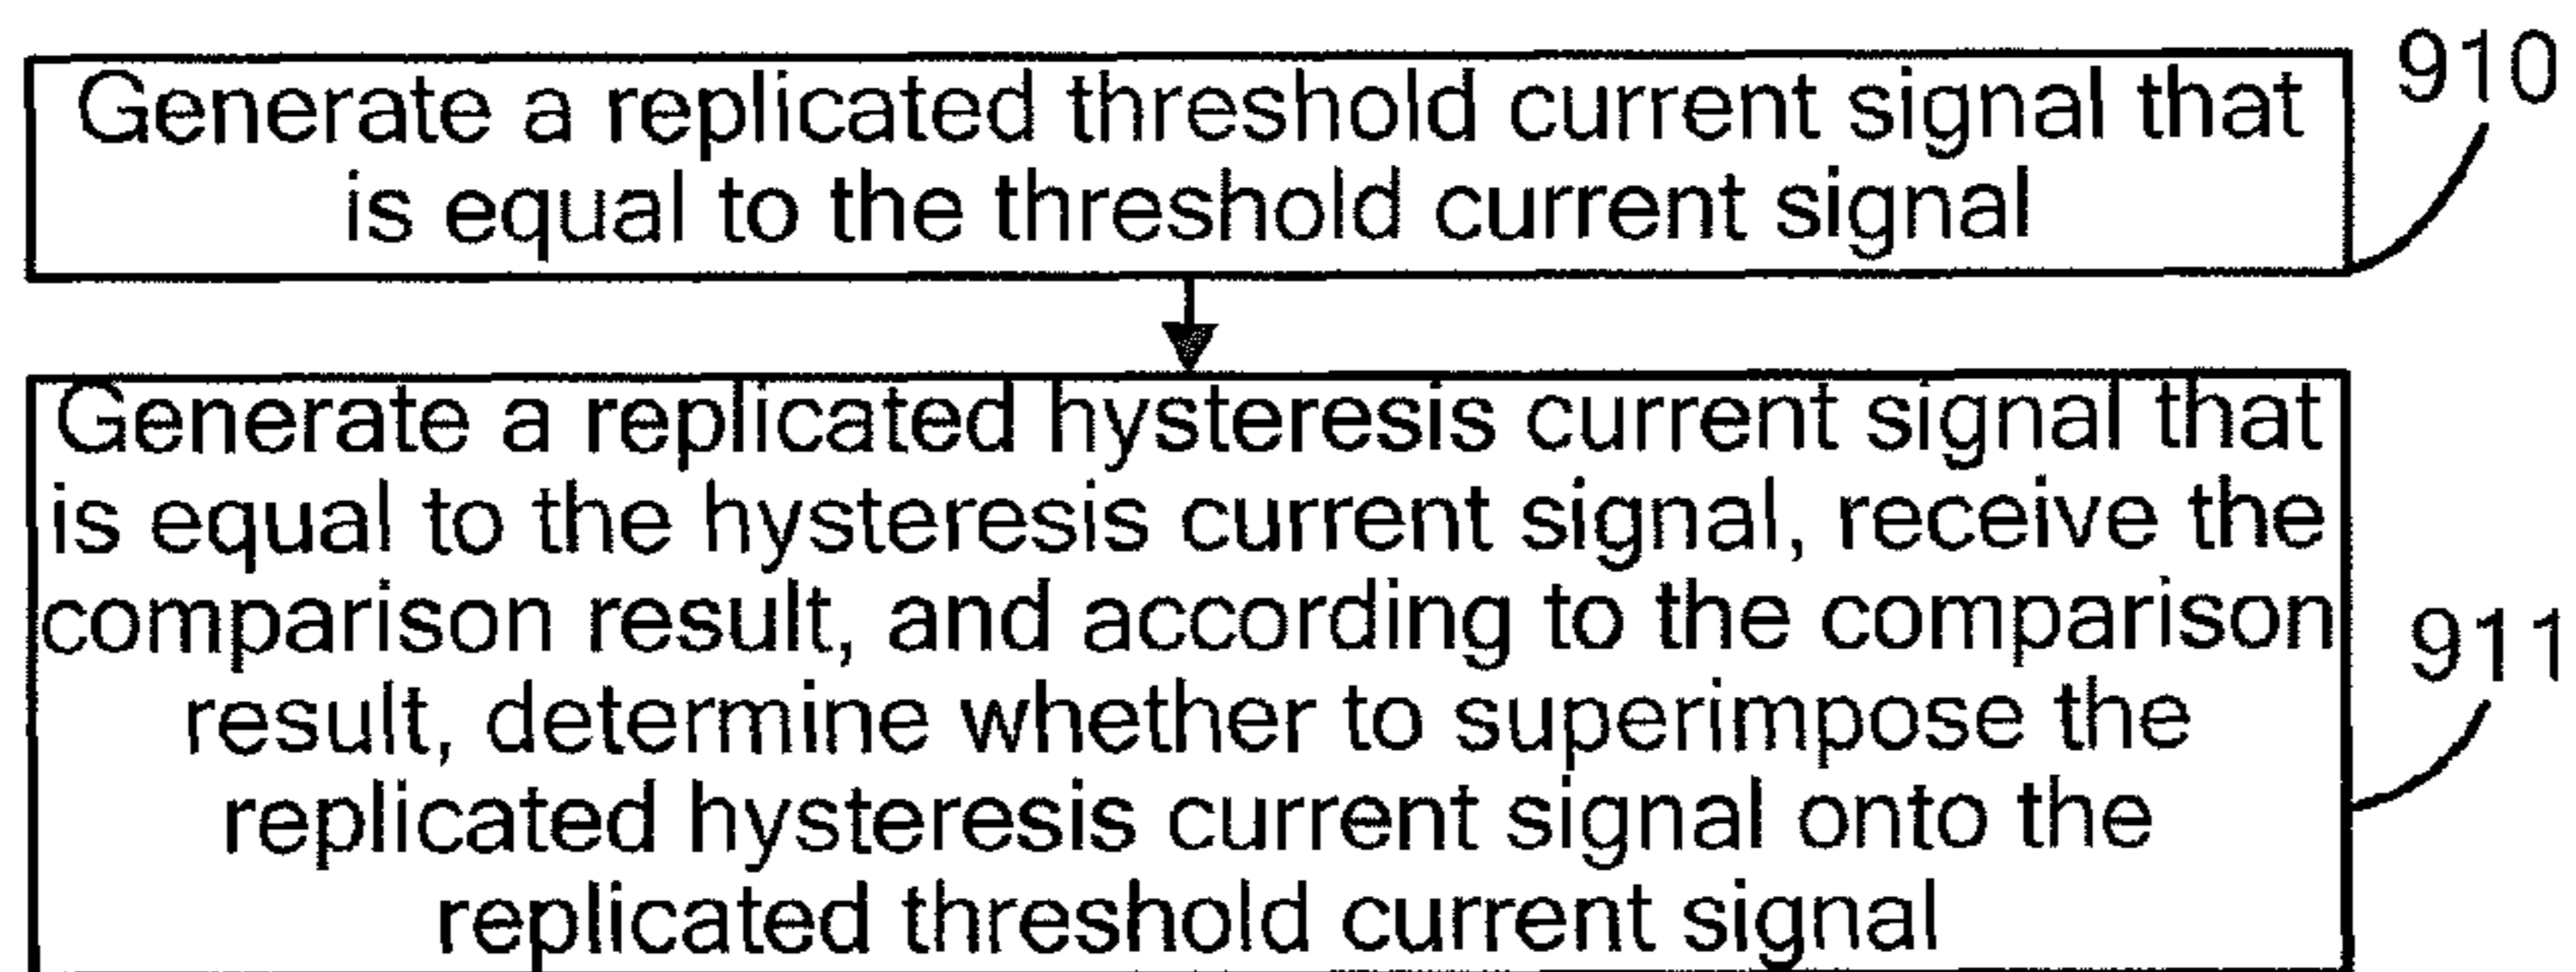 910
Generate a replicated threshold current signal that
is equal to the threshold current signal
Generate a replicated hysteresis current signal that
is equal to the hysteresis current signal, receive the
comparison result, and according to the comparison
result, determine whether to superimpose the
replicated hysteresis current signal onto the
replicated threshold current signal
911